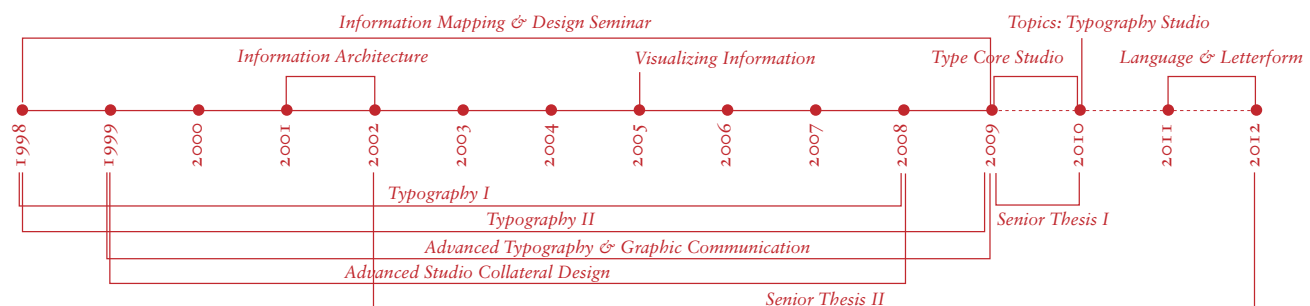 Information Mapping & Design Seminar
Topics: Typography Studio
Information Architecture
Visualizing Information
Type Core Studio
Language & Letterform
1998
1999
2000
2001
2002
2003
2004
2005
2006
2007
2008
2009
2010
2011
2012
Typography I
Typography II
Senior Thesis I
Advanced Typography & Graphic Communication
Advanced Studio Collateral Design
Senior Thesis II